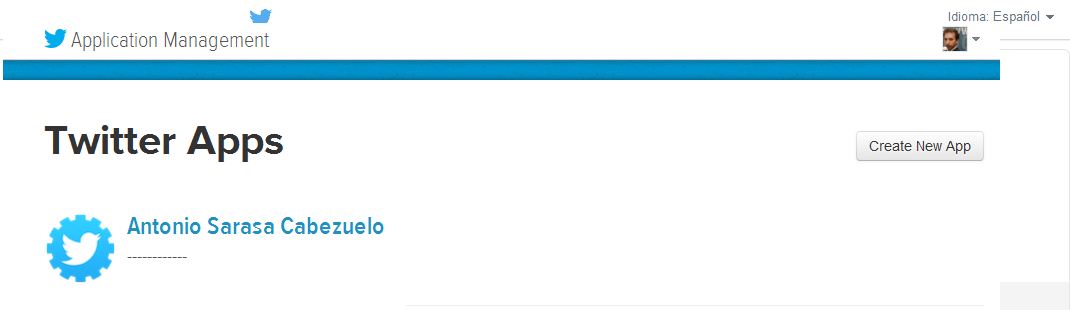 Idioma: Español
Application Management
Twitter Apps
Create New App
Antonio Sarasa Cabezuelo
------------